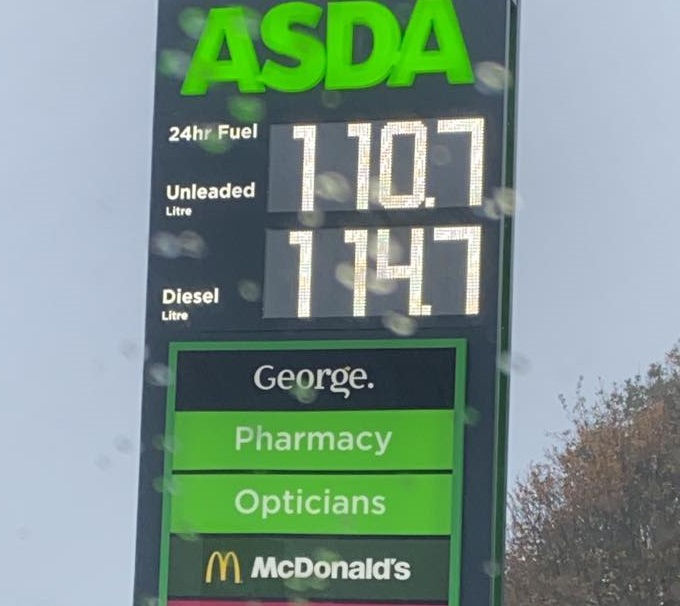 ASDA
24hr Fuel
Unleaded 110.7
Litre
Diesel 114.7
Litre
George.
Pharmacy
Opticians
McDonald's